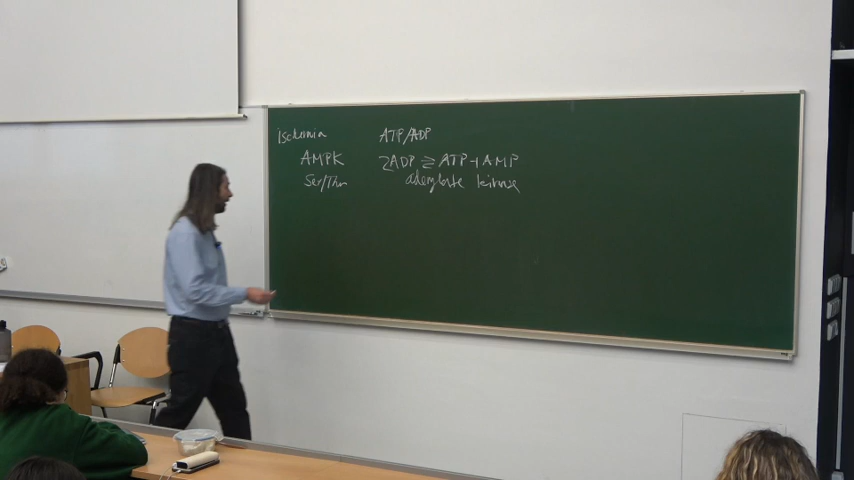 ischemia ATP/ADP
AMPK 2ADP ⇌ ATP + AMP
Ser/Thr adenylate kinase